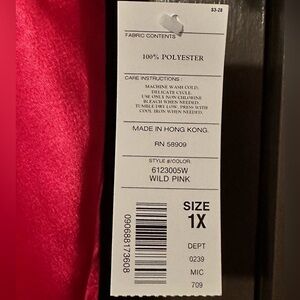 53-28
FABRIC CONTENTS
100% POLYESTER
CARE INSTRUCTIONS
MACHINE WASH COLD,
DELICATE CYCLE.
USE ONLY NON CHLORINE
BLEACH WHEN NEEDED.
TUMBLE DRY LOW, PRESS WITH
COOL IRON WHEN NEEDED.
MADE IN HONG KONG.
RN 58909
STYLE #/COLOR
6123005W
WILD PINK
090688173608
SIZE
1X
DEPT
0239
MIC
709